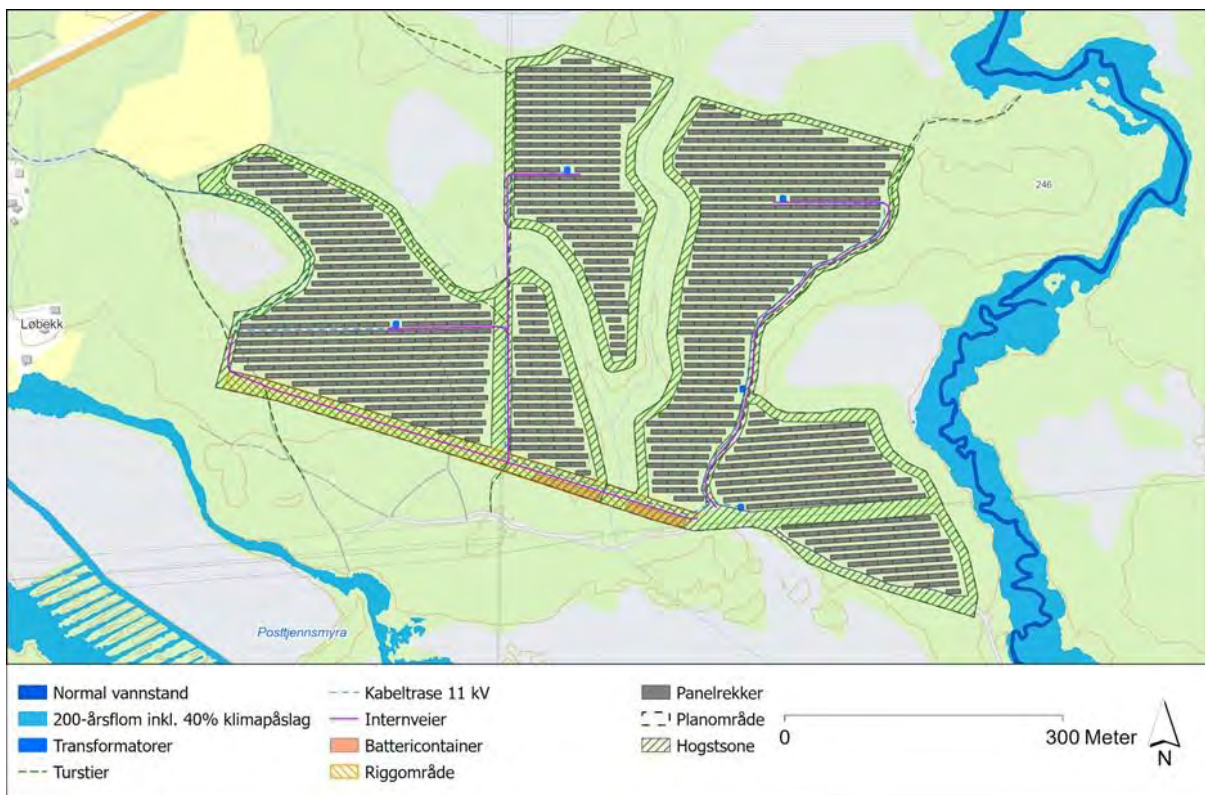 246
Løbekk
Posttjennsmyra
Normal vannstand
200-årsflom inkl. 40% klimapåslag
Transformatorer
Turstier
Kabeltrase 11 kV
Internveier
Battericontainer
Riggområde
Panelrekker
Planområde
Hogstsone
0 300 Meter
N